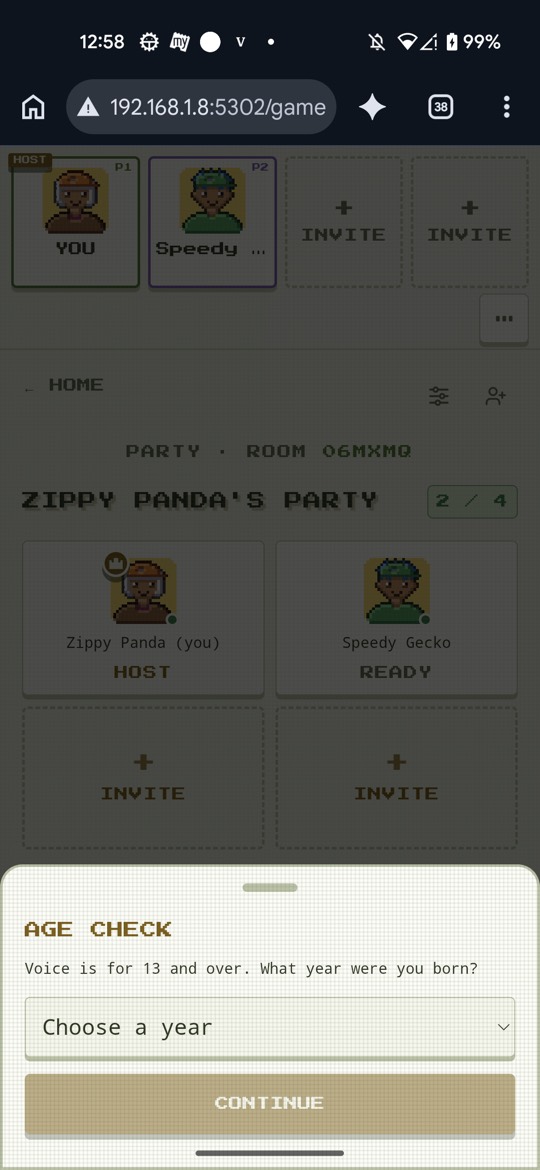 12:58
my
V
99%
192.168.1.8:5302/game
38
HOST
P1
P2
YOU
Speedy ...
+
INVITE
+
INVITE
...
← HOME
PARTY · ROOM 06MXMQ
ZIPPY PANDA'S PARTY
2 / 4
Zippy Panda (you)
HOST
Speedy Gecko
READY
+
INVITE
+
INVITE
AGE CHECK
Voice is for 13 and over. What year were you born?
Choose a year
CONTINUE